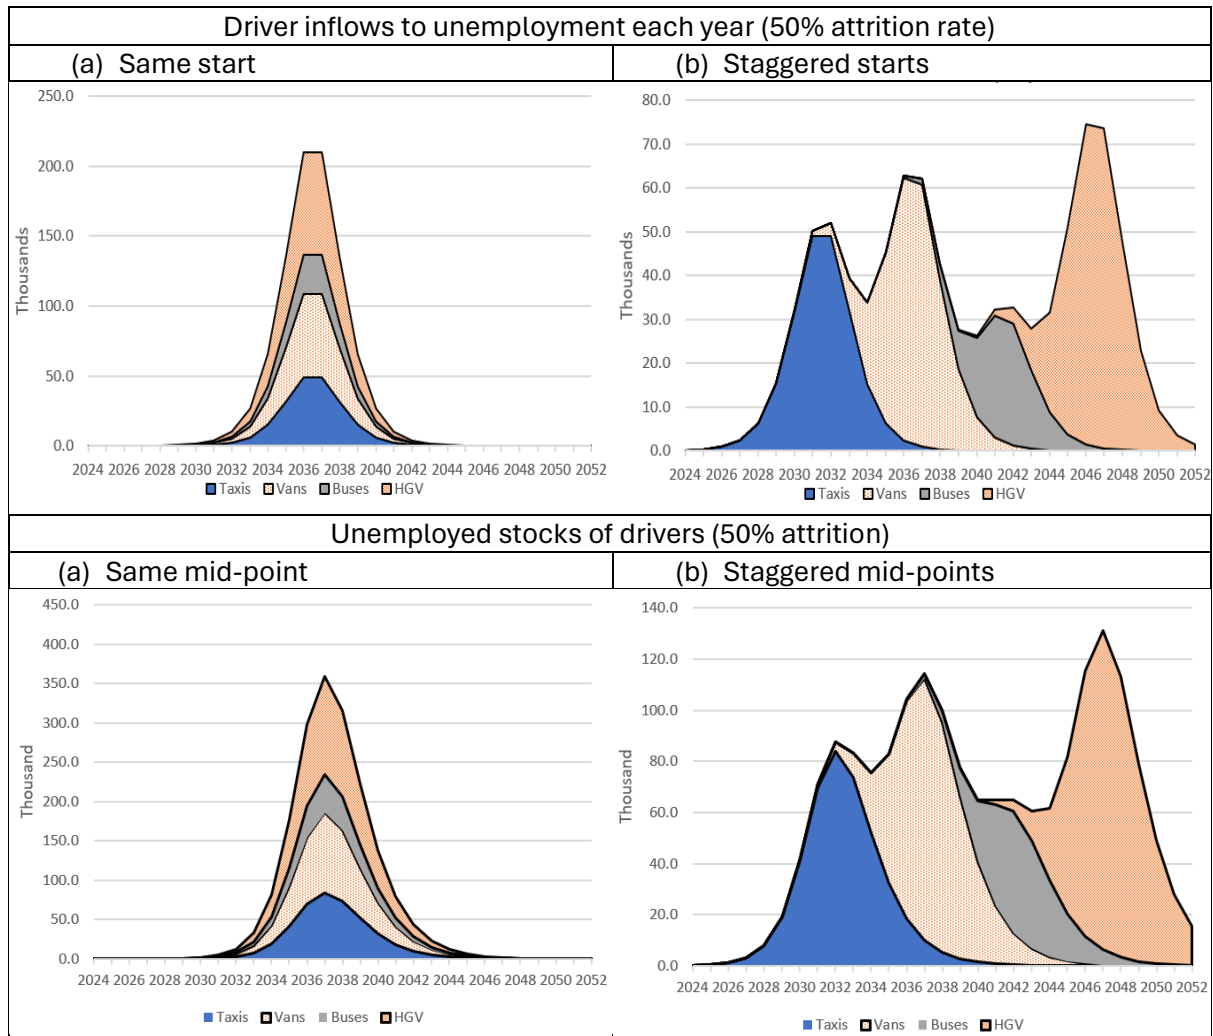 Driver inflows to unemployment each year (50% attrition rate)
(a) Same start
(b) Staggered starts
250.0
200.0
150.0
100.0
50.0
0.0
Thousands
2024 2026 2028 2030 2032 2034 2036 2038 2040 2042 2044 2046 2048 2050 2052
Taxis Vans Buses HGV
80.0
70.0
60.0
50.0
40.0
30.0
20.0
10.0
0.0
Thousands
2024 2026 2028 2030 2032 2034 2036 2038 2040 2042 2044 2046 2048 2050 2052
Taxis Vans Buses HGV
Unemployed stocks of drivers (50% attrition)
(a) Same mid-point
(b) Staggered mid-points
450.0
400.0
350.0
300.0
250.0
200.0
150.0
100.0
50.0
0.0
Thousand
2024 2026 2028 2030 2032 2034 2036 2038 2040 2042 2044 2046 2048 2050 2052
Taxis Vans Buses HGV
140.0
120.0
100.0
80.0
60.0
40.0
20.0
0.0
Thousand
2024 2026 2028 2030 2032 2034 2036 2038 2040 2042 2044 2046 2048 2050 2052
Taxis Vans Buses HGV